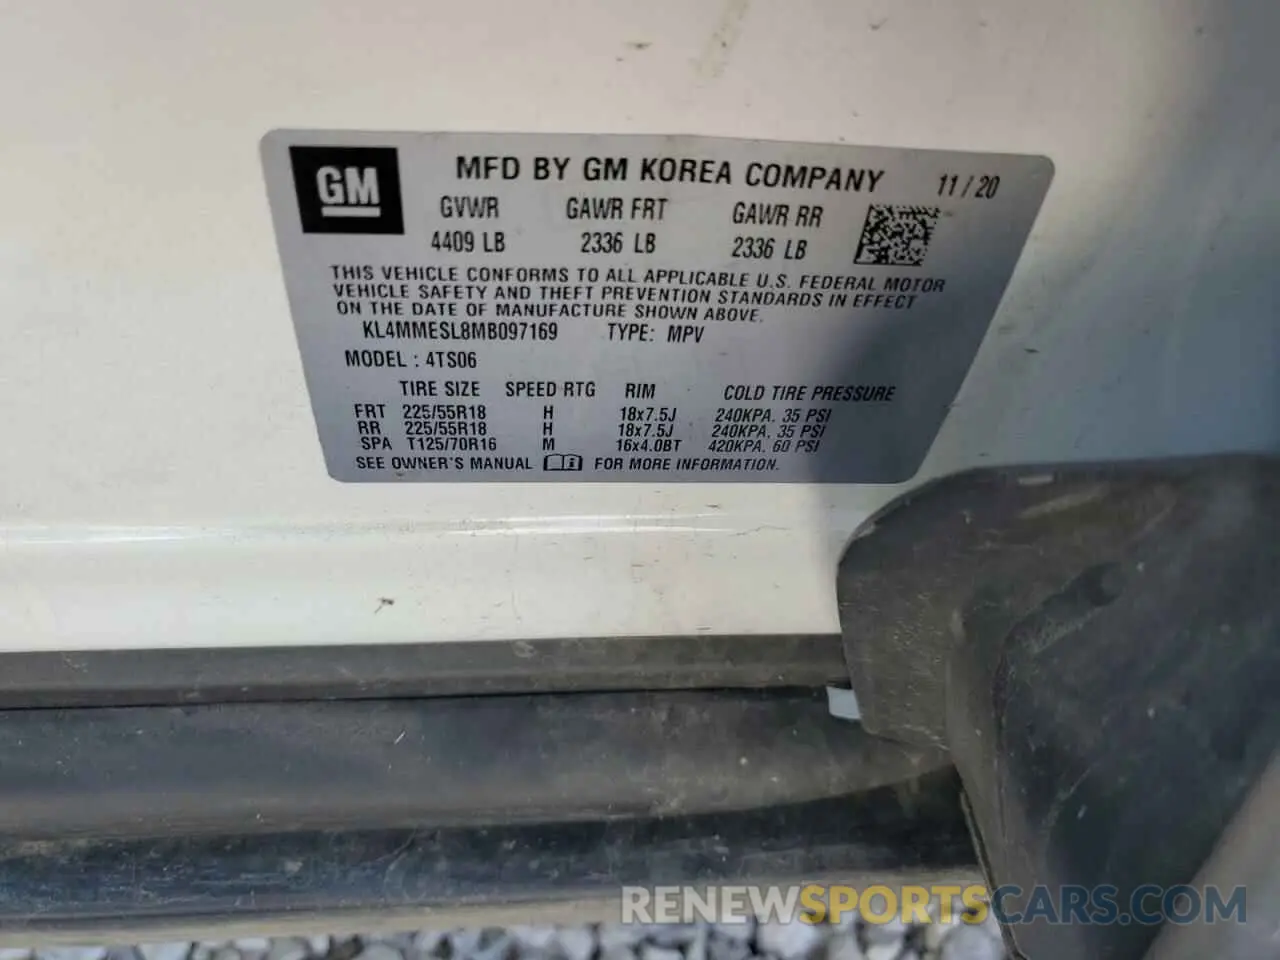 GM
MFD BY GM KOREA COMPANY 11/20
GVWR GAWR FRT GAWR RR
4409 LB 2336 LB 2336 LB
THIS VEHICLE CONFORMS TO ALL APPLICABLE U.S. FEDERAL MOTOR
VEHICLE SAFETY AND THEFT PREVENTION STANDARDS IN EFFECT
ON THE DATE OF MANUFACTURE SHOWN ABOVE.
KL4MMESL8MB097169 TYPE: MPV
MODEL : 4TS06
TIRE SIZE SPEED RTG RIM COLD TIRE PRESSURE
FRT 225/55R18 H 18x7.5J 240KPA. 35 PSI
RR 225/55R18 H 18x7.5J 240KPA. 35 PSI
SPA T125/70R16 M 16x4.0BT 420KPA. 60 PSI
SEE OWNER'S MANUAL FOR MORE INFORMATION.
RENEWSPORTSCARS.COM